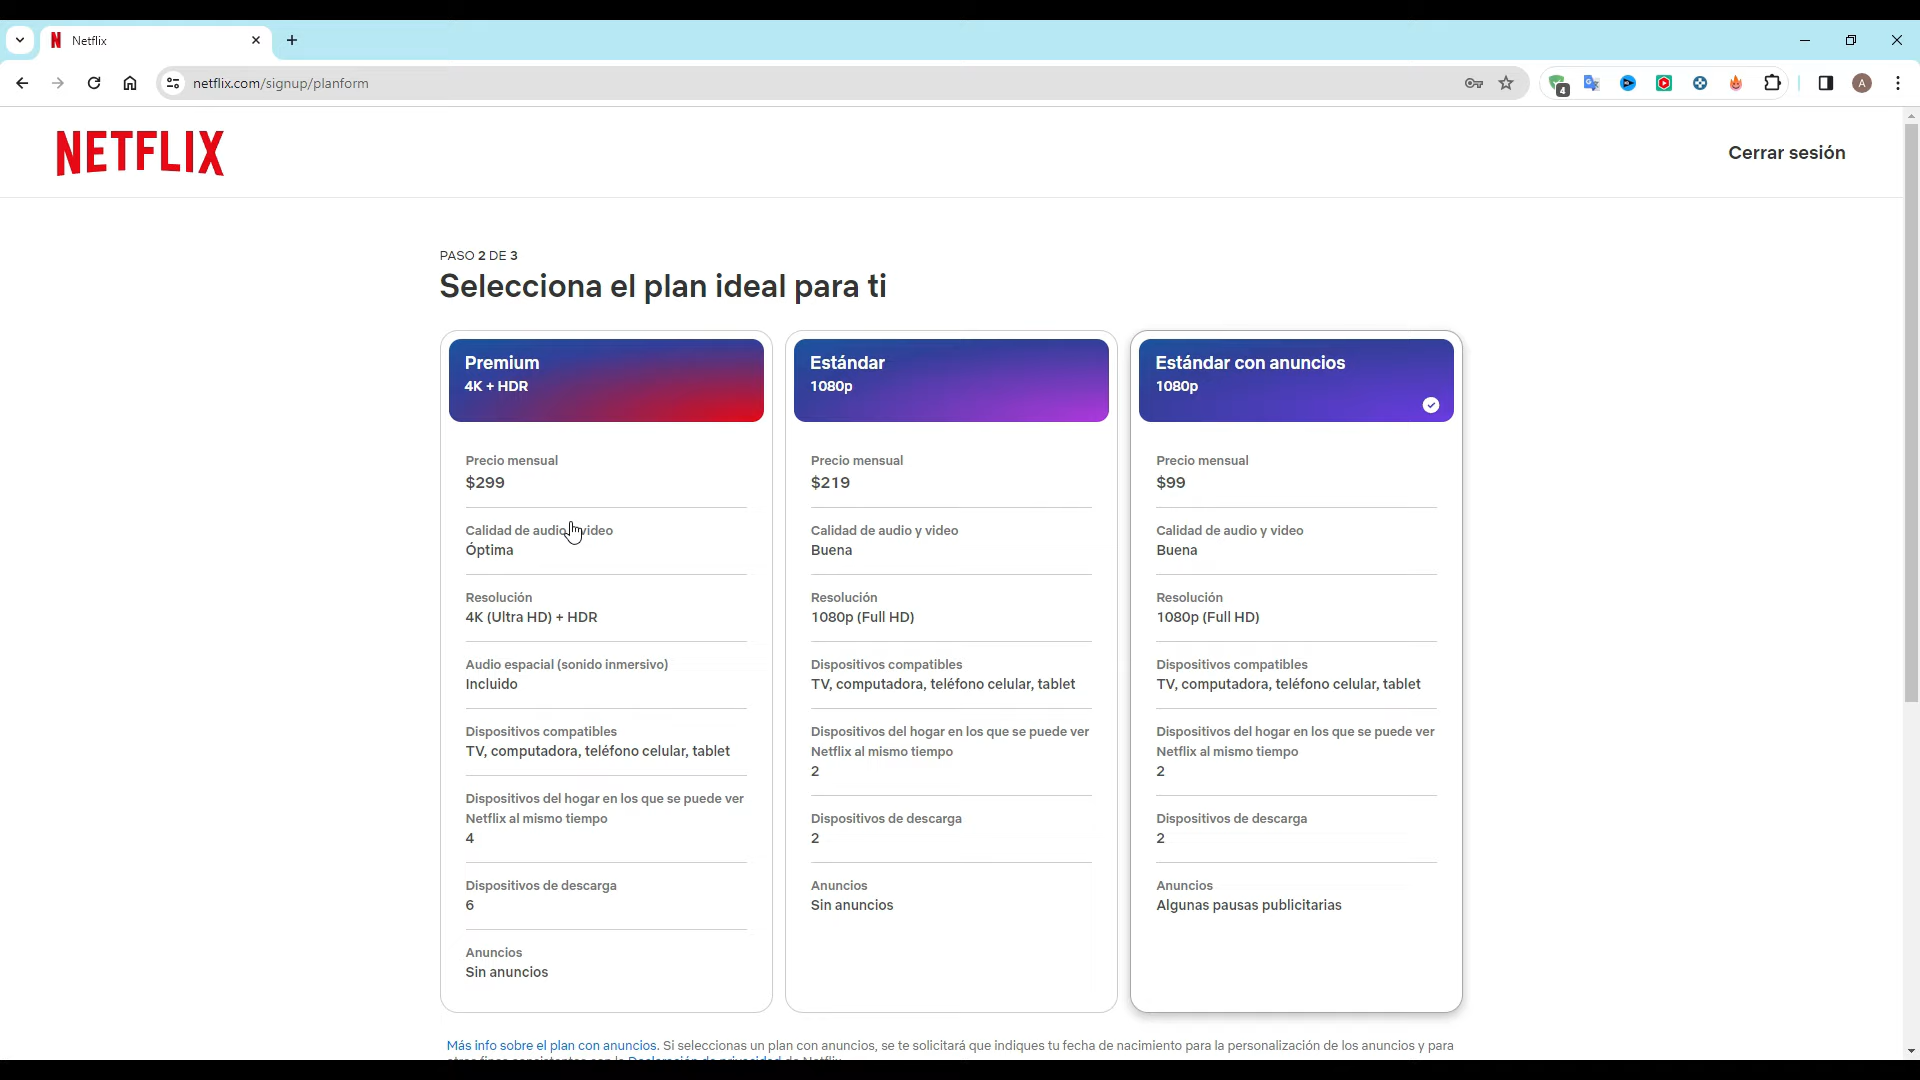 Netflix
netflix.com/signup/planform
4
A
NETFLIX
Cerrar sesión
PASO 2 DE 3
Selecciona el plan ideal para ti
Premium
4K + HDR
Precio mensual
$299
Calidad de audio video
Óptima
Resolución
4K (Ultra HD) + HDR
Audio espacial (sonido inmersivo)
Incluido
Dispositivos compatibles
TV, computadora, teléfono celular, tablet
Dispositivos del hogar en los que se puede ver
Netflix al mismo tiempo
4
Dispositivos de descarga
6
Anuncios
Sin anuncios
Estándar
1080p
Precio mensual
$219
Calidad de audio y video
Buena
Resolución
1080p (Full HD)
Dispositivos compatibles
TV, computadora, teléfono celular, tablet
Dispositivos del hogar en los que se puede ver
Netflix al mismo tiempo
2
Dispositivos de descarga
2
Anuncios
Sin anuncios
Estándar con anuncios
1080p
Precio mensual
$99
Calidad de audio y video
Buena
Resolución
1080p (Full HD)
Dispositivos compatibles
TV, computadora, teléfono celular, tablet
Dispositivos del hogar en los que se puede ver
Netflix al mismo tiempo
2
Dispositivos de descarga
2
Anuncios
Algunas pausas publicitarias
Más info sobre el plan con anuncios. Si seleccionas un plan con anuncios, se te solicitará que indiques tu fecha de nacimiento para la personalización de los anuncios y para